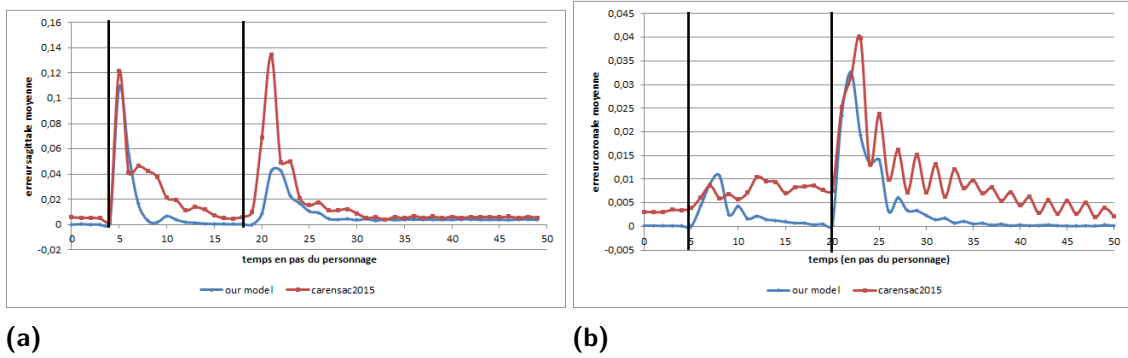 0,16
0,14
0,12
0,1
0,08
0,06
0,04
0,02
0
-0,02
erreur sagittale moyenne
0 5 10 15 20 25 30 35 40 45 50
temps en pas du personnage
our model carensac2015
(a)
0,045
0,04
0,035
0,03
0,025
0,02
0,015
0,01
0,005
0
-0,005
erreur coronale moyenne
0 5 10 15 20 25 30 35 40 45 50
temps (en pas du personnage)
our model carensac2015
(b)